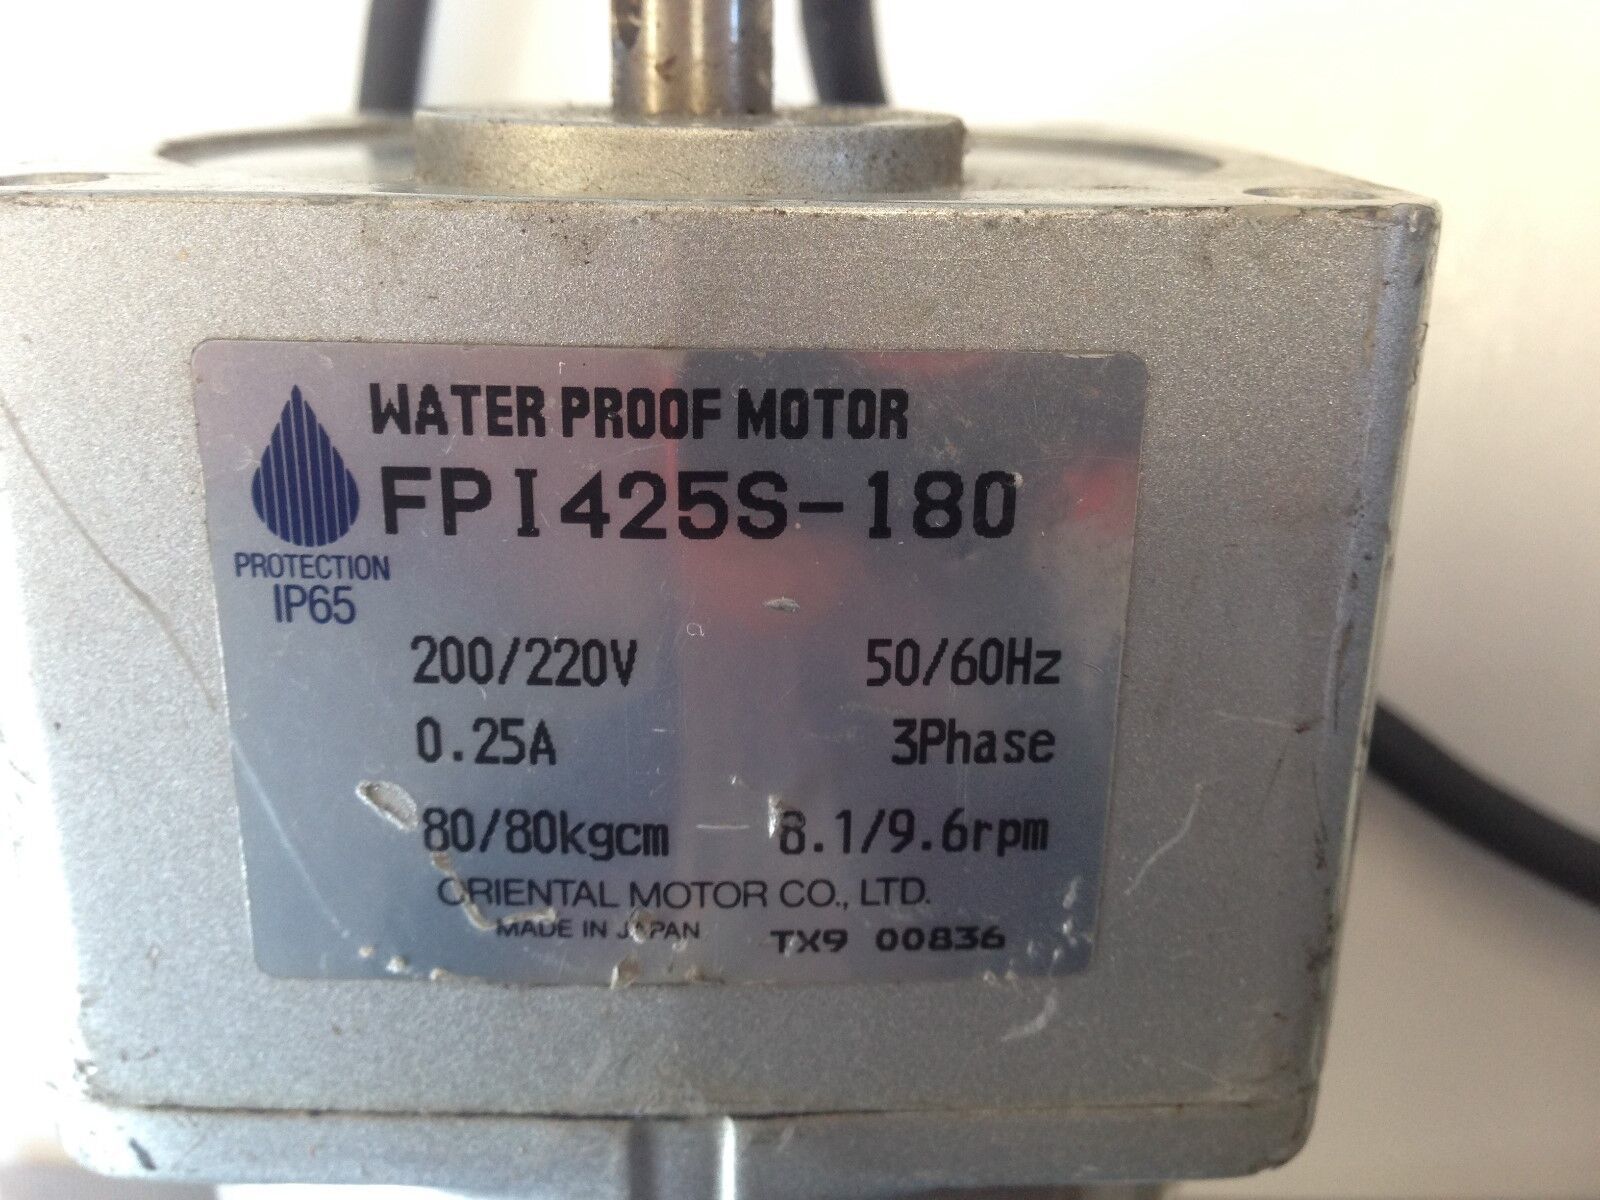 WATER PROOF MOTOR
FPI425S-180
PROTECTION
IP65
200/220V 50/60Hz
0.25A 3Phase
80/80kgcm 8.1/9.6rpm
ORIENTAL MOTOR CO., LTD.
MADE IN JAPAN TX9 00836